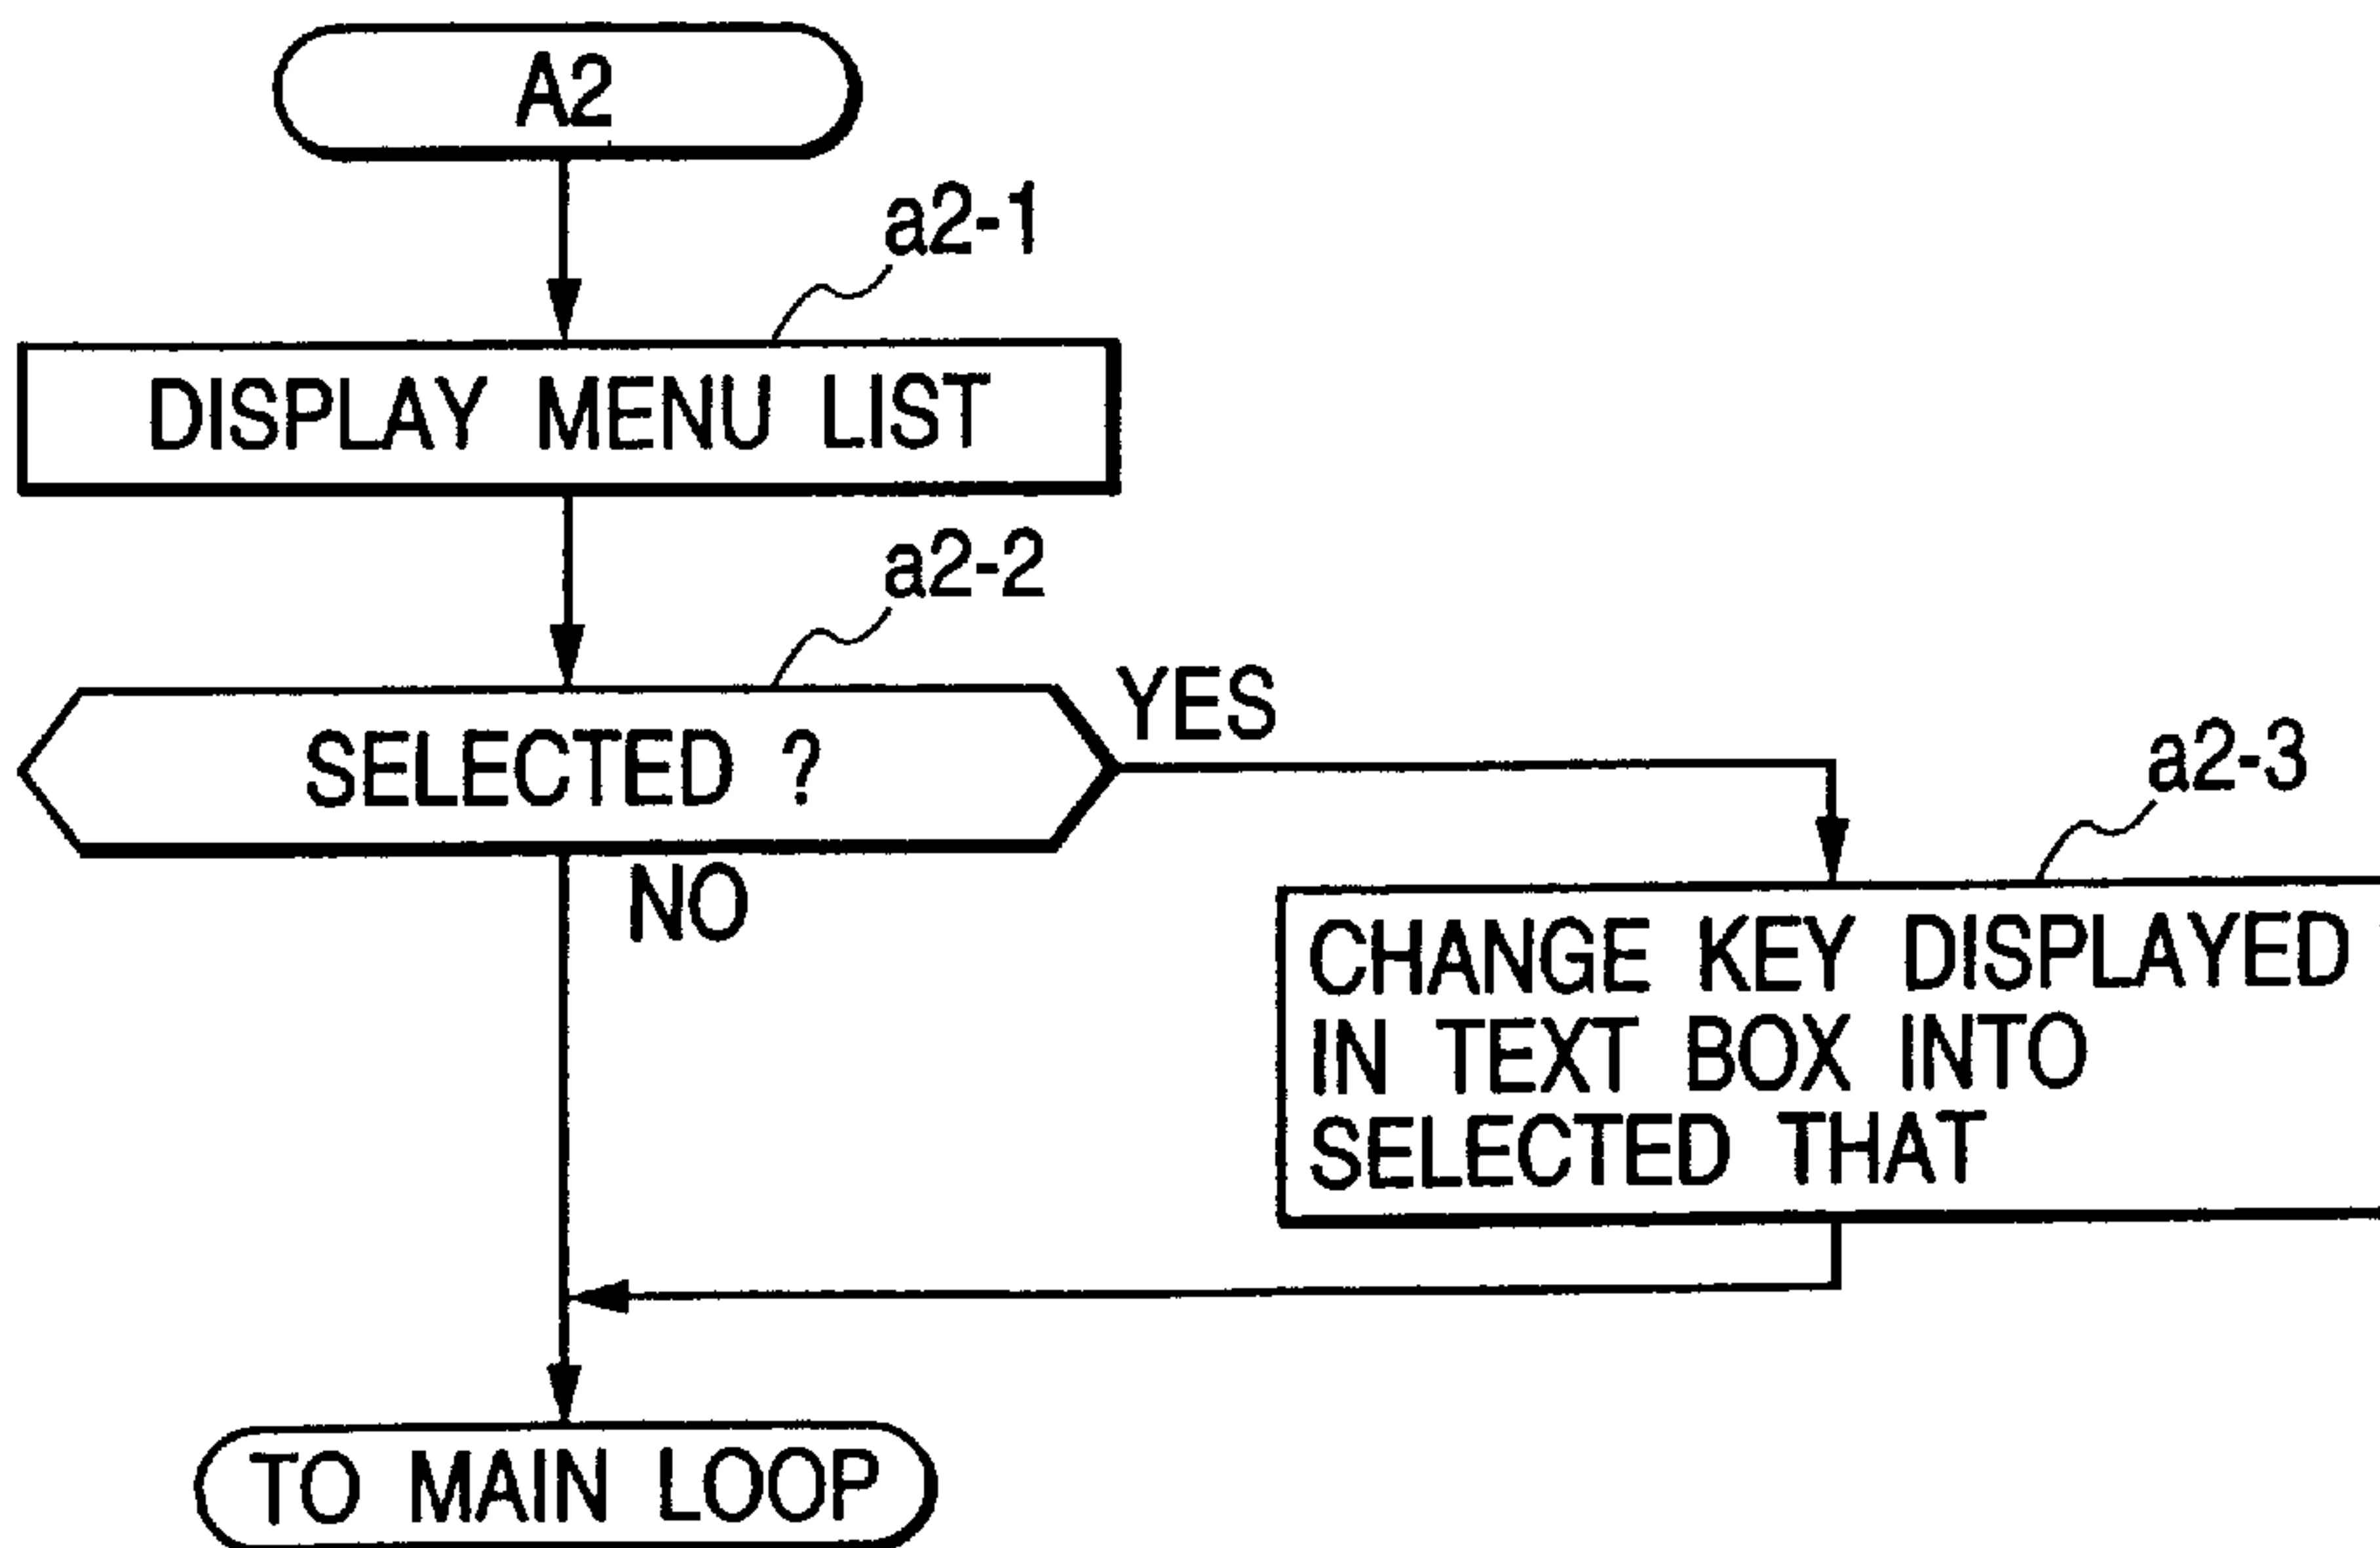 A2
a2-1
DISPLAY MENU LIST
a2-2
SELECTED ?
YES
NO
a2-3
CHANGE KEY DISPLAYED
IN TEXT BOX INTO
SELECTED THAT
TO MAIN LOOP